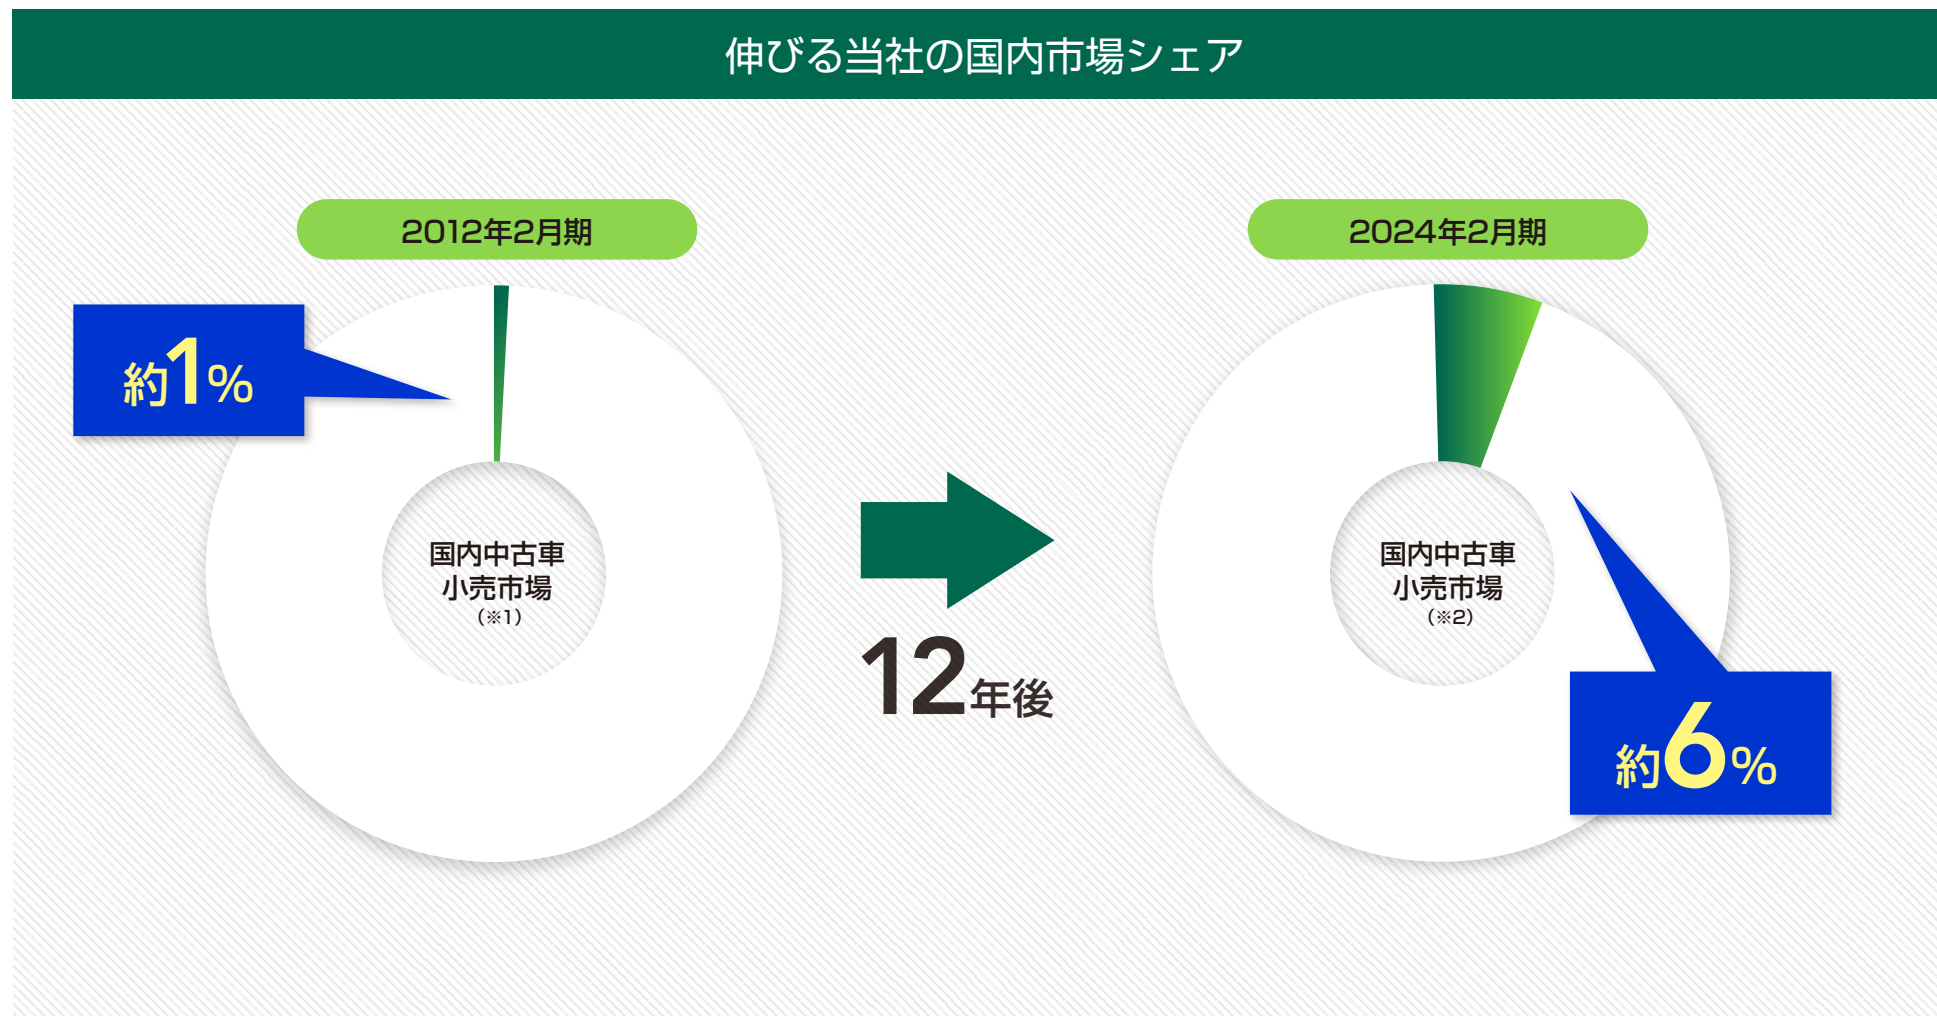 伸びる当社の国内市場シェア
2012年2月期
約1%
国内中古車
小売市場
（※1）
12年後
2024年2月期
国内中古車
小売市場
（※2）
約6%